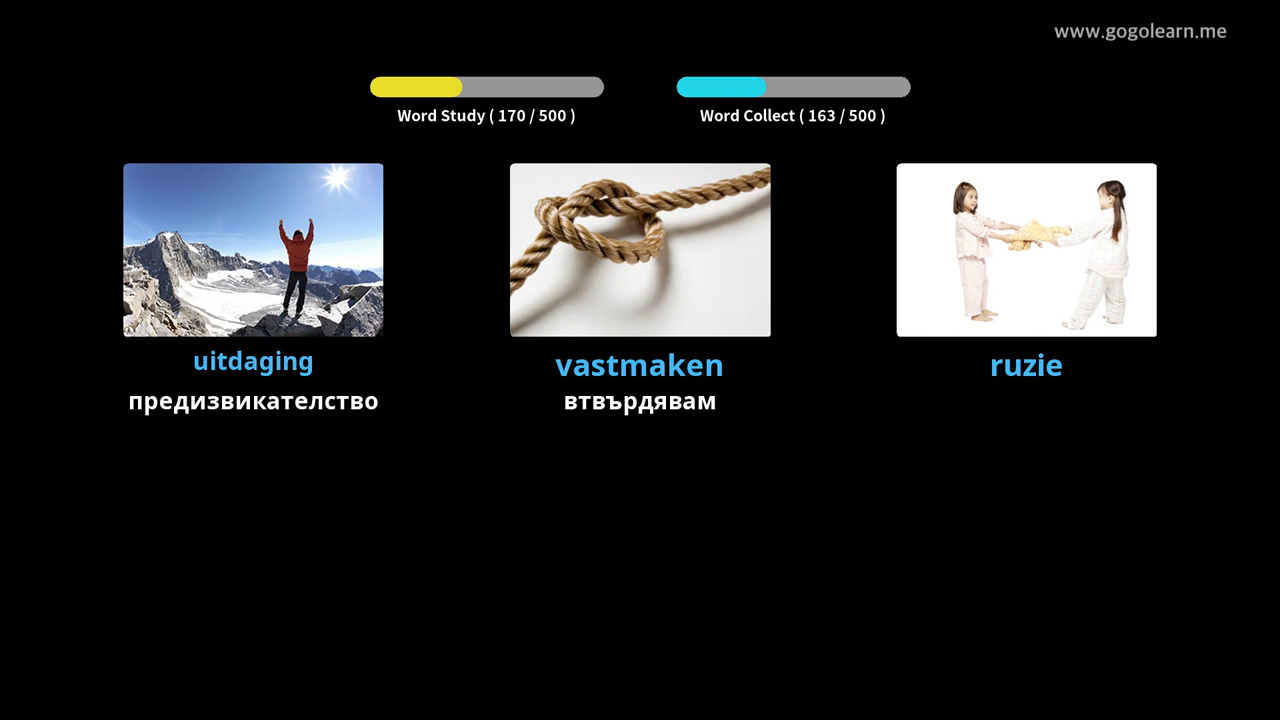 www.gogolearn.me
Word Study ( 170 / 500 )
Word Collect ( 163 / 500 )
uitdaging
vastmaken
ruzie
предизвикателство
втвърдявам